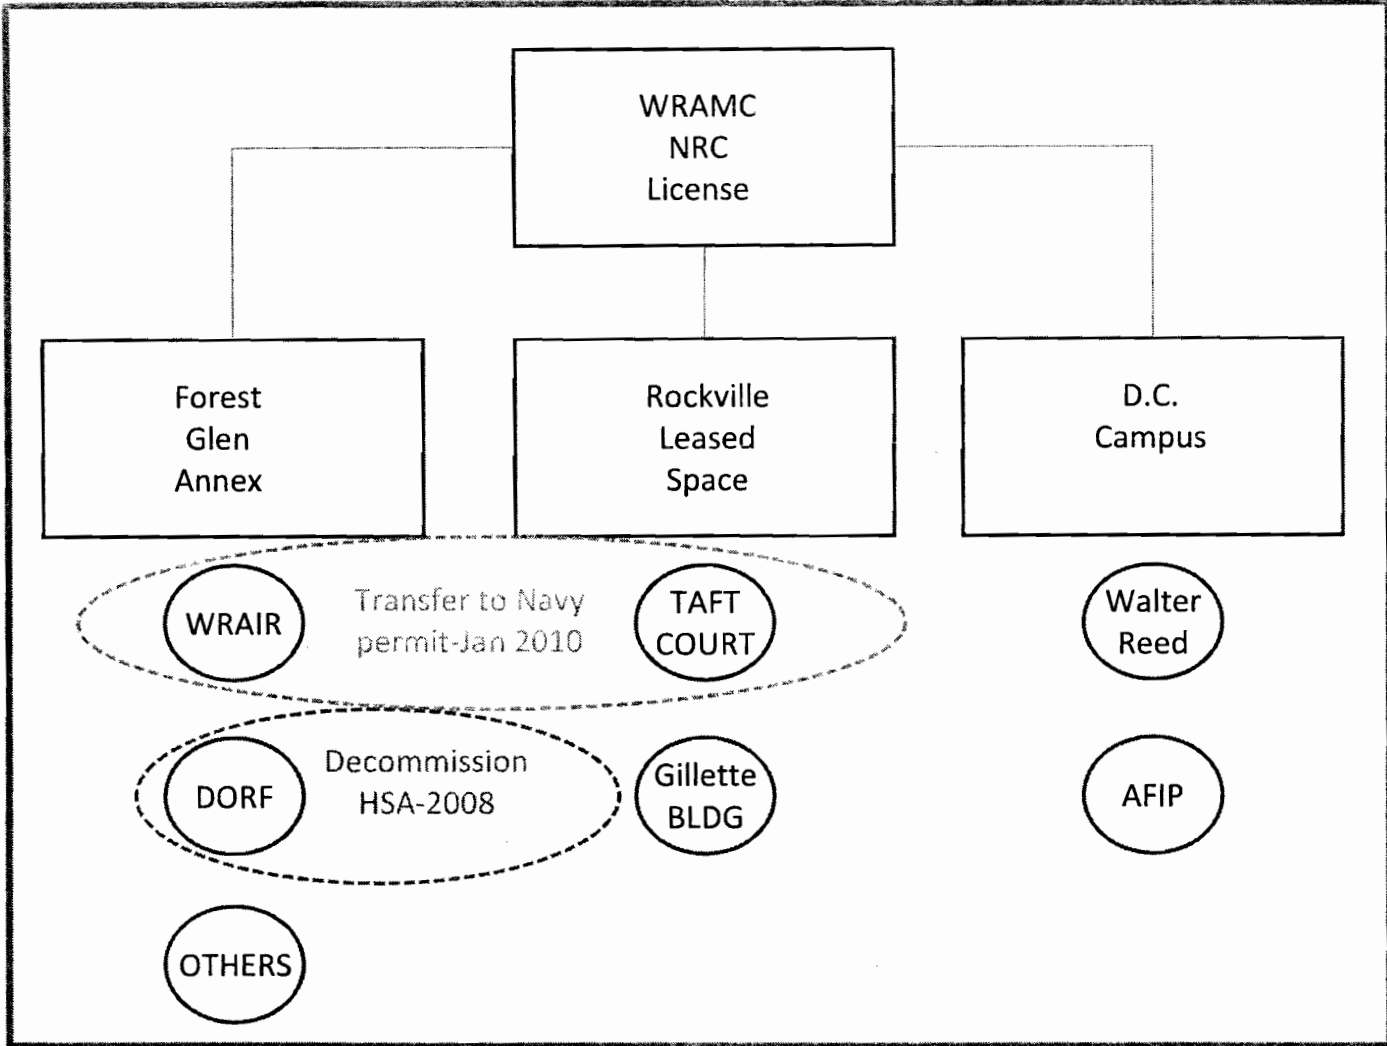 WRAMC
NRC
License
Forest
Glen
Annex
Rockville
Leased
Space
D.C.
Campus
WRAIR
Transfer to Navy
permit-Jan 2010
TAFT
COURT
Walter
Reed
DORF
Decommission
HSA-2008
Gillette
BLDG
AFIP
OTHERS